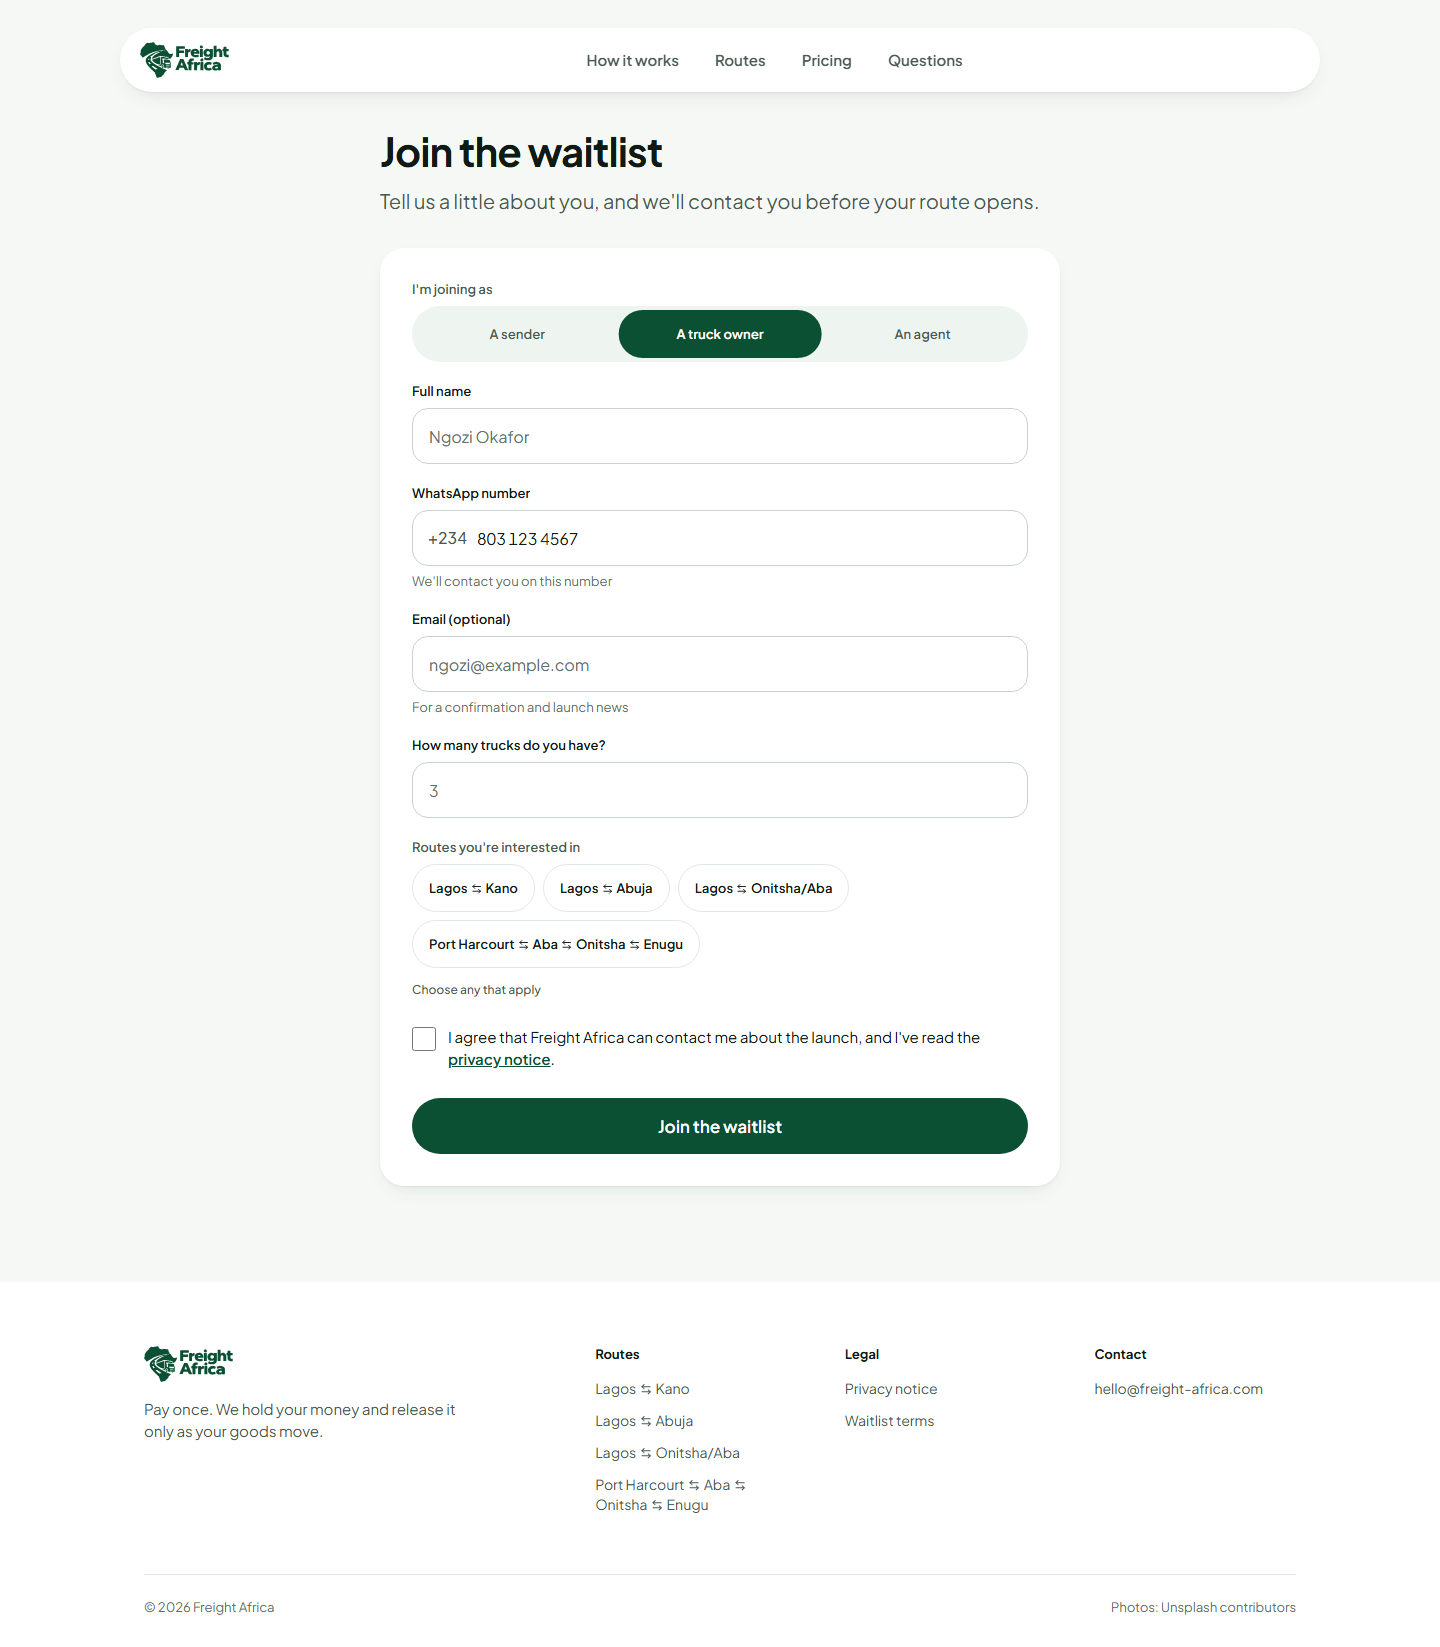 Freight
Africa
How it works
Routes
Pricing
Questions
Join the waitlist
Tell us a little about you, and we'll contact you before your route opens.
I'm joining as
A sender
A truck owner
An agent
Full name
Ngozi Okafor
WhatsApp number
+234 803 123 4567
We'll contact you on this number
Email (optional)
ngozi@example.com
For a confirmation and launch news
How many trucks do you have?
3
Routes you're interested in
Lagos ⇆ Kano
Lagos ⇆ Abuja
Lagos ⇆ Onitsha/Aba
Port Harcourt ⇆ Aba ⇆ Onitsha ⇆ Enugu
Choose any that apply
I agree that Freight Africa can contact me about the launch, and I've read the
privacy notice.
Join the waitlist
Freight
Africa
Pay once. We hold your money and release it
only as your goods move.
Routes
Lagos ⇆ Kano
Lagos ⇆ Abuja
Lagos ⇆ Onitsha/Aba
Port Harcourt ⇆ Aba ⇆
Onitsha ⇆ Enugu
Legal
Privacy notice
Waitlist terms
Contact
hello@freight-africa.com
© 2026 Freight Africa
Photos: Unsplash contributors